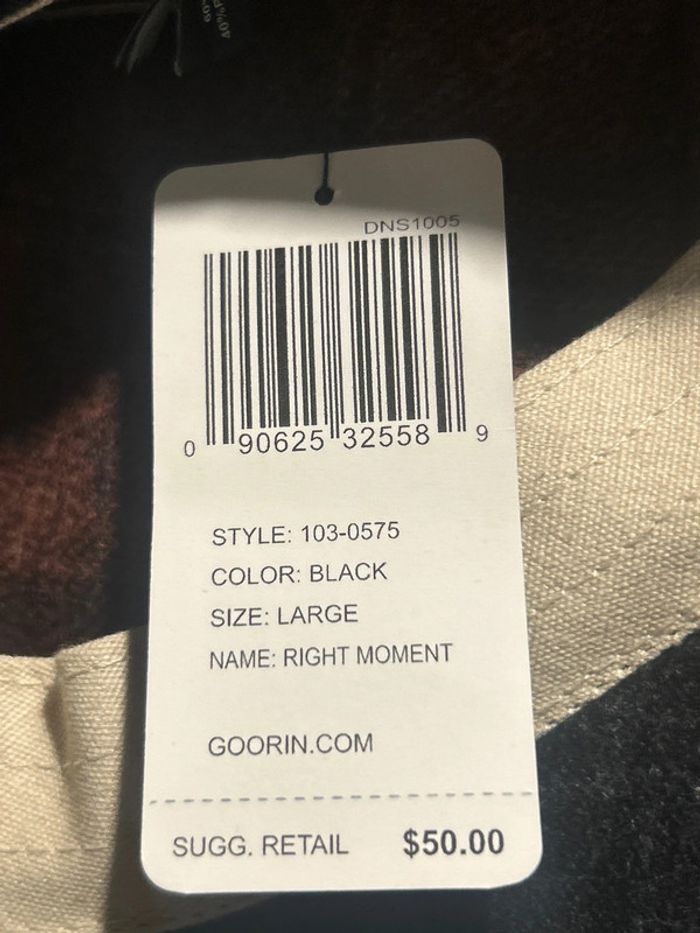 DNS1005
0 90625 32558 9
STYLE: 103-0575
COLOR: BLACK
SIZE: LARGE
NAME: RIGHT MOMENT
GOORIN.COM
SUGG. RETAIL $50.00